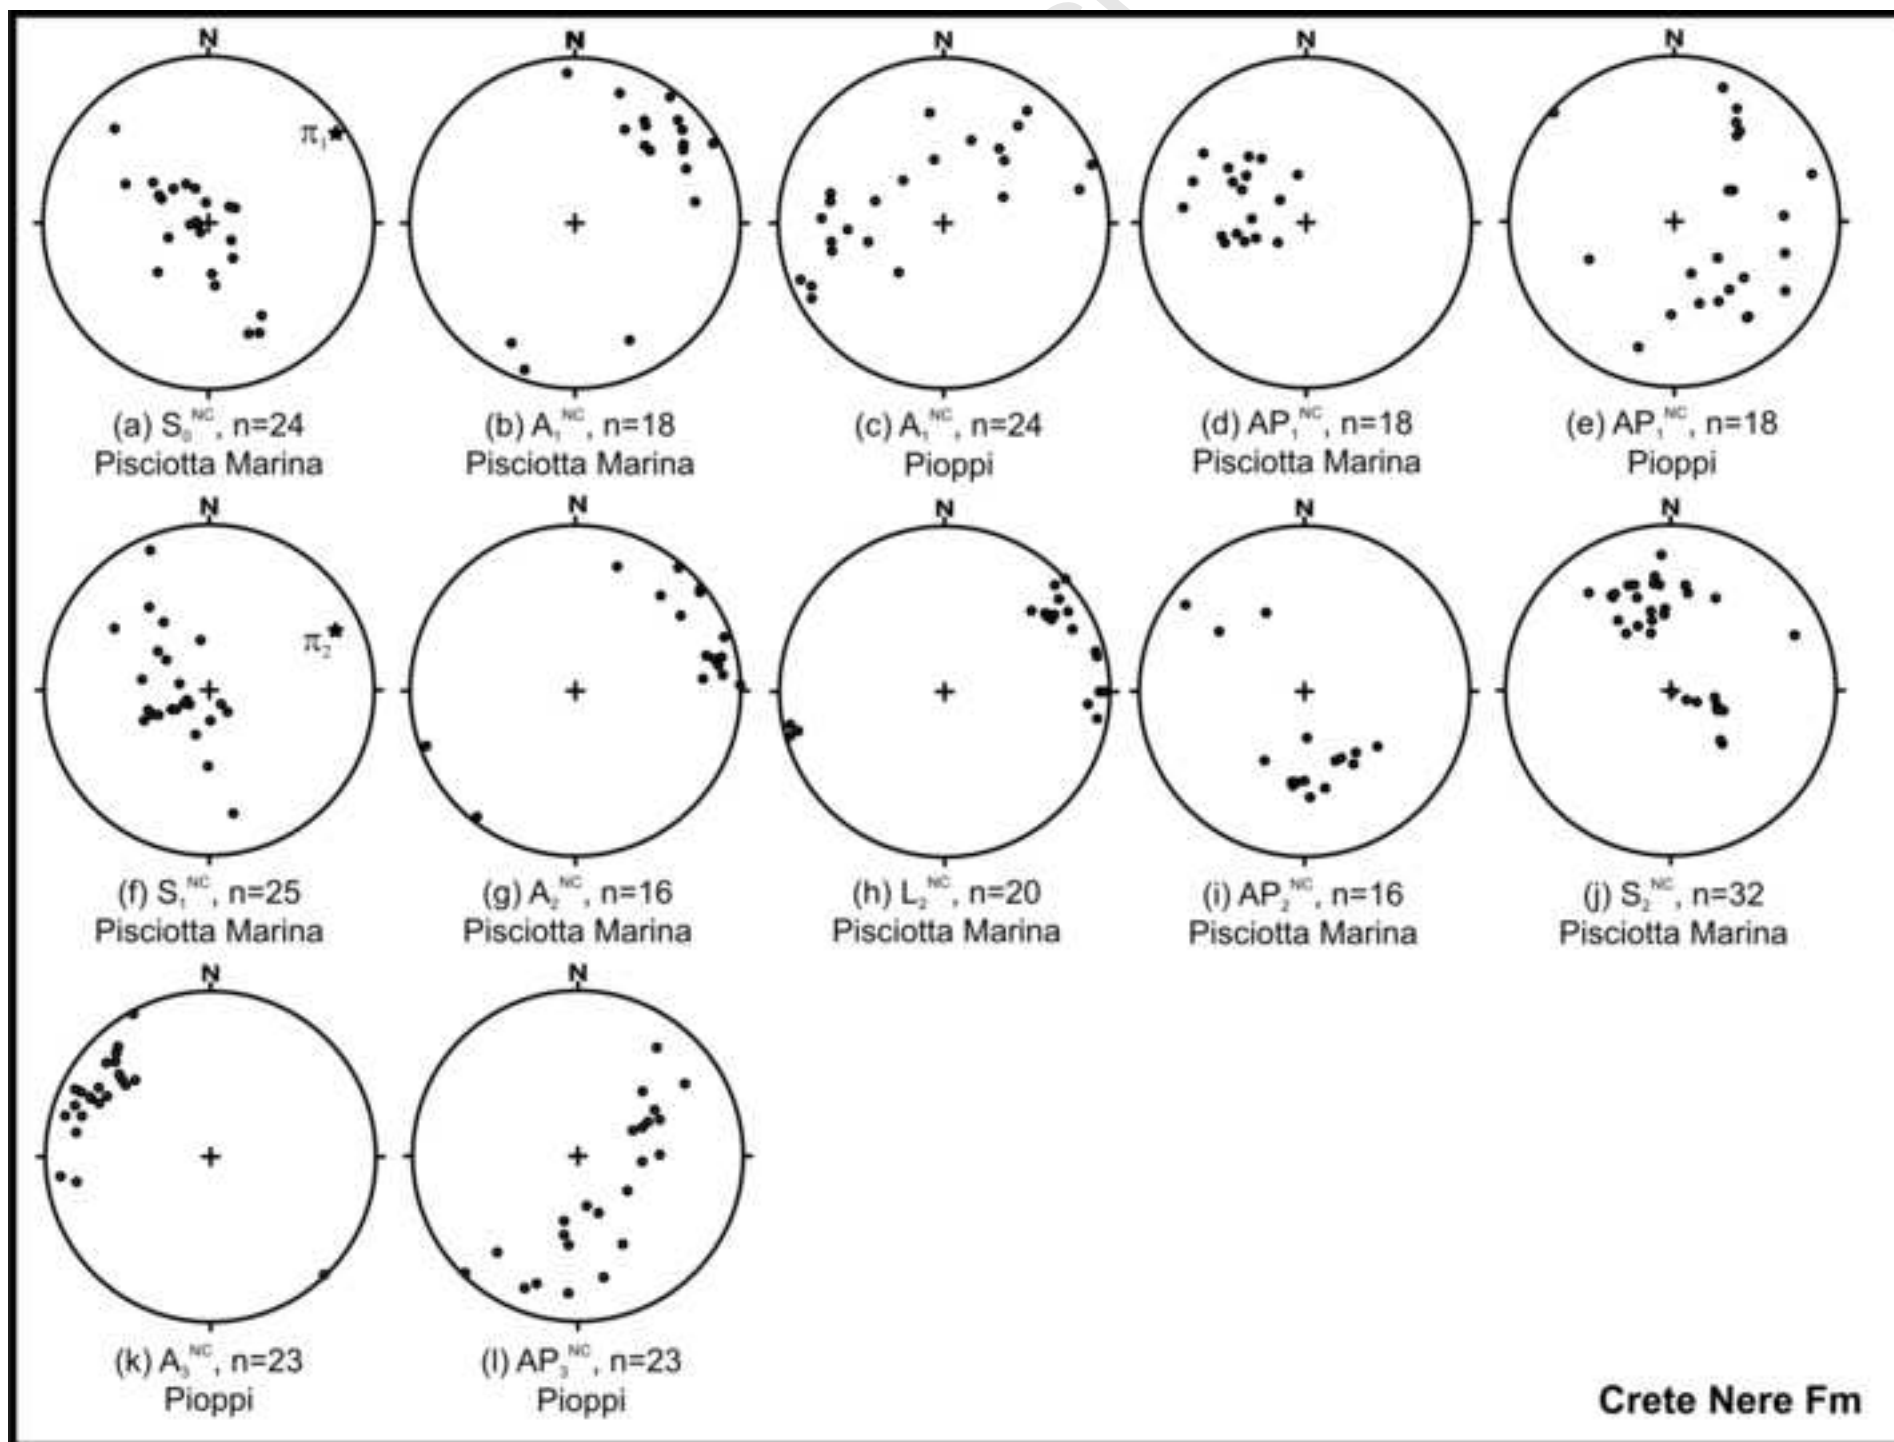 N N N N N
π₁
(a) S₀ᴺᶜ, n=24 (b) A₁ᴺᶜ, n=18 (c) A₁ᴺᶜ, n=24 (d) AP₁ᴺᶜ, n=18 (e) AP₁ᴺᶜ, n=18
Pisciotta Marina Pisciotta Marina Pioppi Pisciotta Marina Pioppi
N N N N N
π₂
(f) S₁ᴺᶜ, n=25 (g) A₂ᴺᶜ, n=16 (h) L₂ᴺᶜ, n=20 (i) AP₂ᴺᶜ, n=16 (j) S₂ᴺᶜ, n=32
Pisciotta Marina Pisciotta Marina Pisciotta Marina Pisciotta Marina Pisciotta Marina
N N
(k) A₃ᴺᶜ, n=23 (l) AP₃ᴺᶜ, n=23
Pioppi Pioppi
Crete Nere Fm